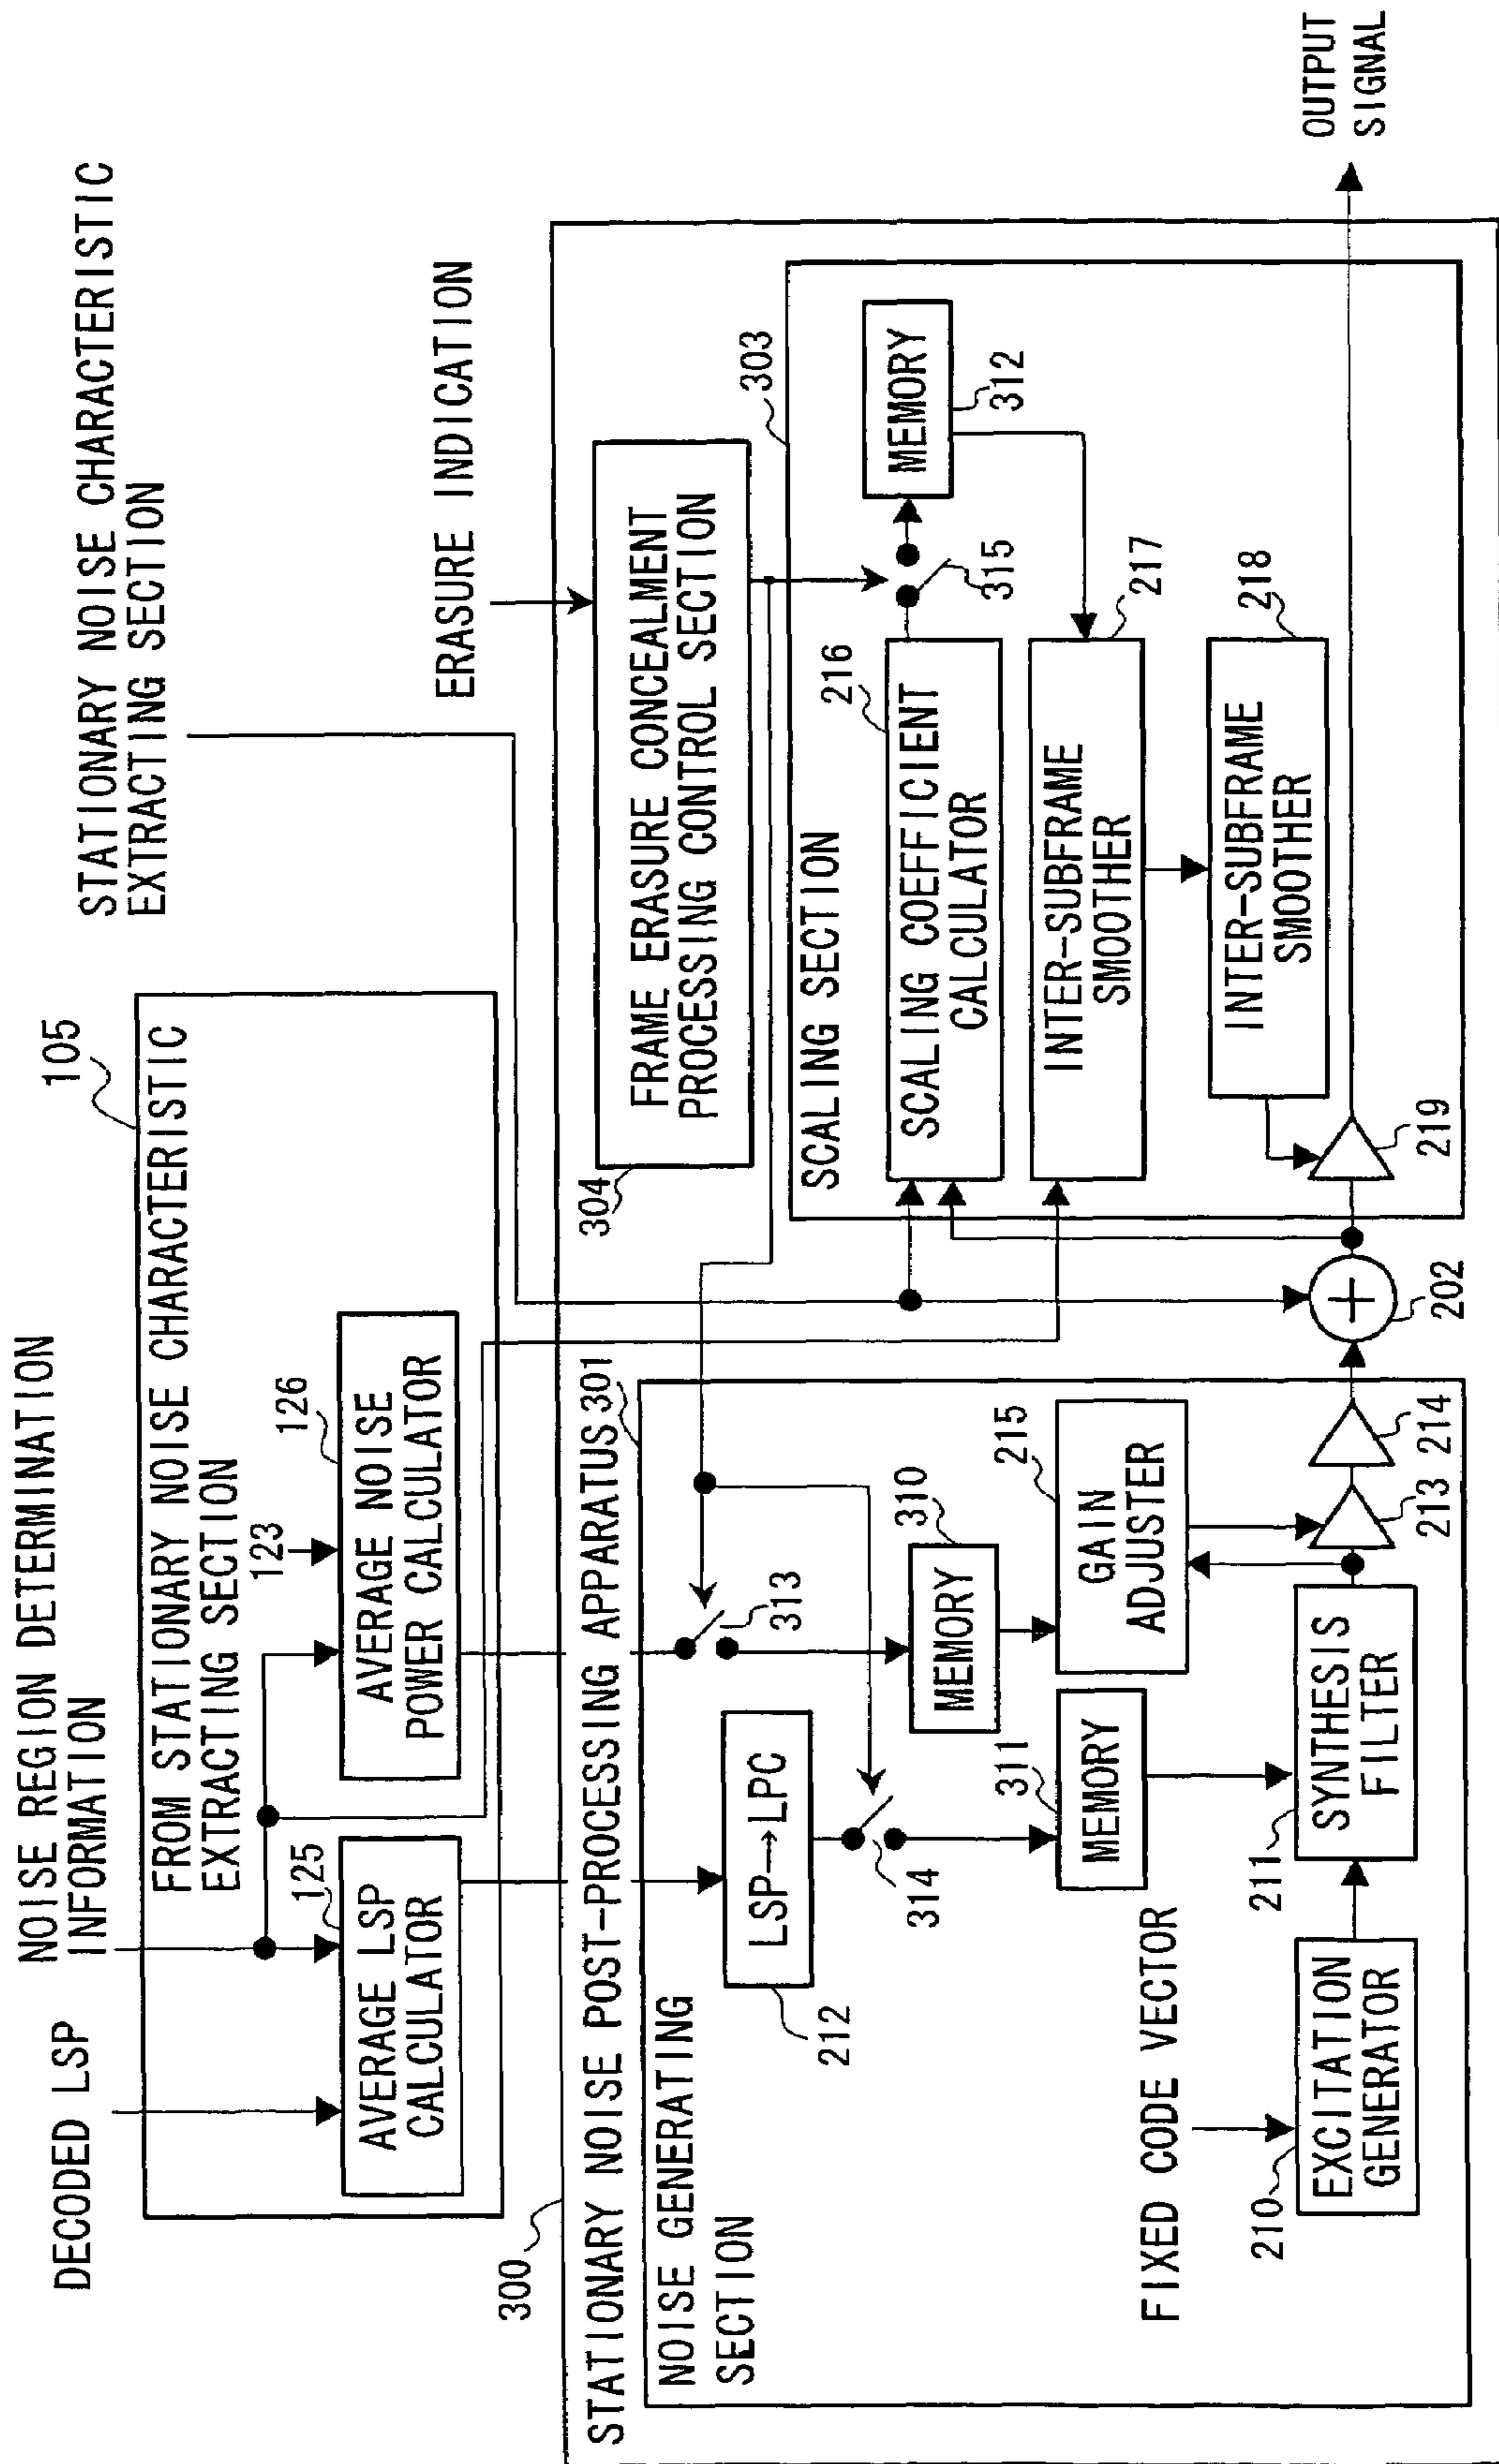 DECODED LSP
NOISE REGION DETERMINATION
INFORMATION
105
FROM STATIONARY NOISE CHARACTERISTIC
EXTRACTING SECTION
125
AVERAGE LSP
CALCULATOR
123
126
AVERAGE NOISE
POWER CALCULATOR
STATIONARY NOISE CHARACTERISTIC
EXTRACTING SECTION
ERASURE INDICATION
300
STATIONARY NOISE POST-PROCESSING APPARATUS
301
NOISE GENERATING
SECTION
LSP→LPC
212
313
314
310
MEMORY
311
MEMORY
215
GAIN
ADJUSTER
FIXED CODE VECTOR
210
EXCITATION
GENERATOR
211
SYNTHESIS
FILTER
213
214
202
304
FRAME ERASURE CONCEALMENT
PROCESSING CONTROL SECTION
303
SCALING SECTION
216
SCALING COEFFICIENT
CALCULATOR
315
MEMORY
312
INTER-SUBFRAME
SMOOTHER
217
INTER-SUBFRAME
SMOOTHER
218
219
OUTPUT
SIGNAL